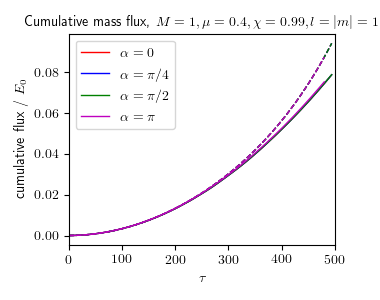 Cumulative mass flux, M = 1, μ = 0.4, χ = 0.99, l = |m| = 1
α = 0
α = π/4
α = π/2
α = π
cumulative flux / E₀
0.08
0.06
0.04
0.02
0.00
0 100 200 300 400 500
τ